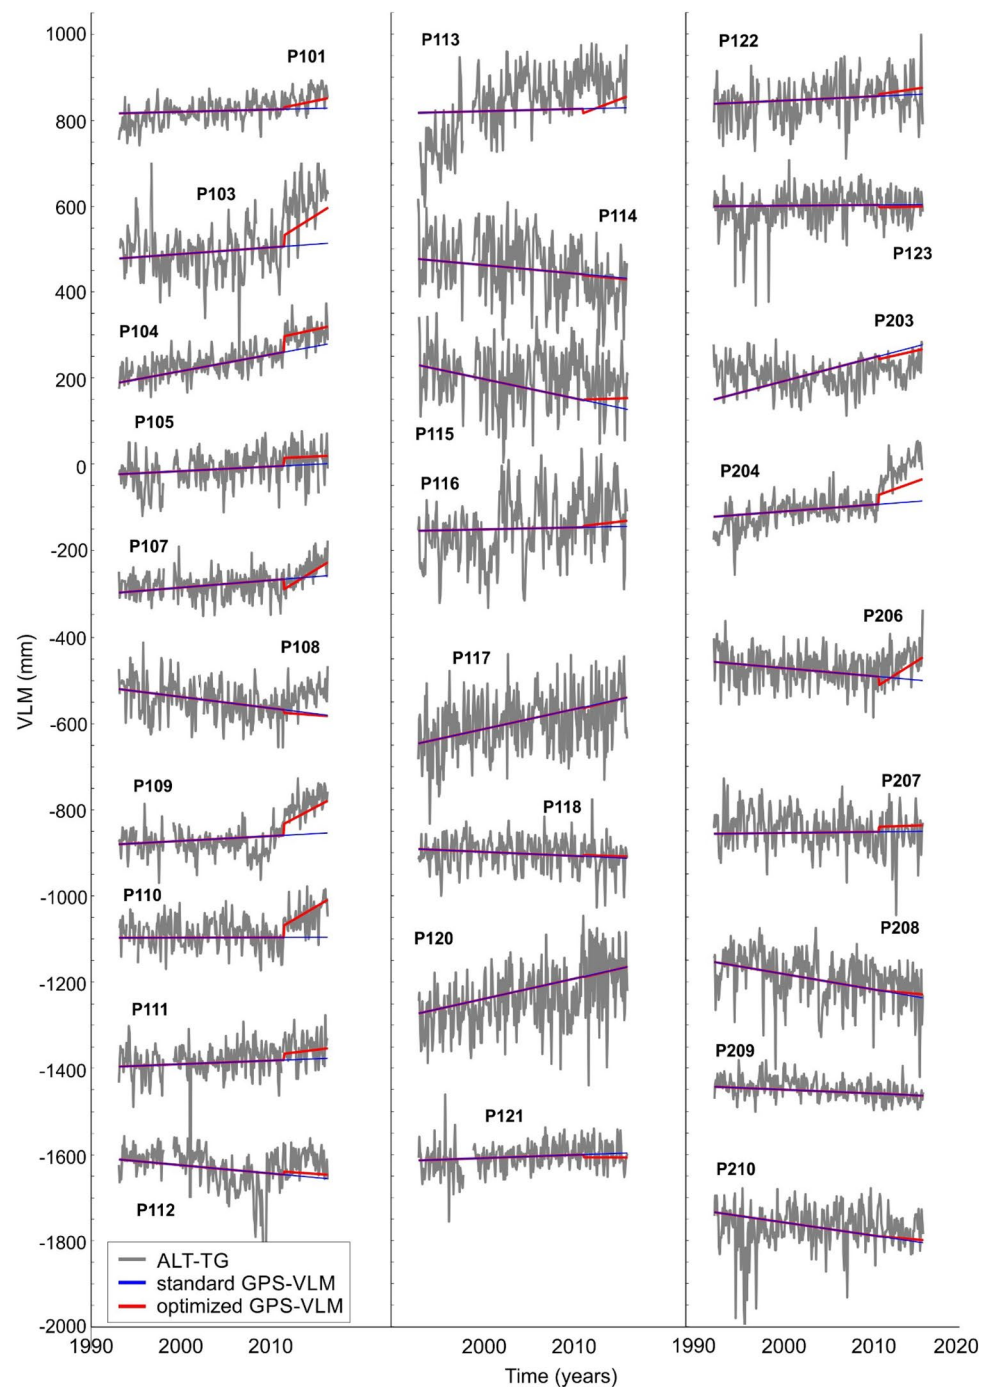 1000
800
600
400
200
0
-200
-400
-600
-800
-1000
-1200
-1400
-1600
-1800
-2000
VLM (mm)
P101
P103
P104
P105
P107
P108
P109
P110
P111
P112
P113
P114
P115
P116
P117
P118
P120
P121
P122
P123
P203
P204
P206
P207
P208
P209
P210
ALT-TG
standard GPS-VLM
optimized GPS-VLM
1990 2000 2010 2000 2010 1990 2000 2010 2020
Time (years)